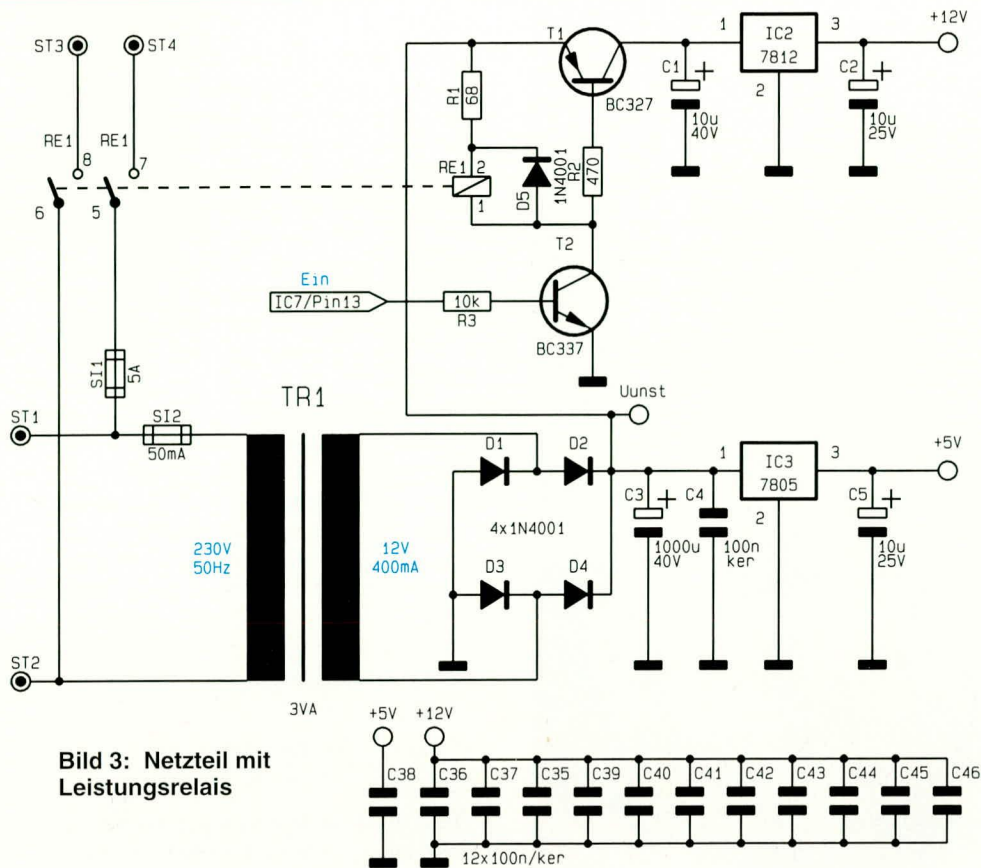 ST3
ST4
T1
1
IC2
7812
3
+12V
2
R1
68
BC327
C1
+
10u
40V
C2
+
10u
25V
RE1
8
RE1
7
6
5
RE1
2
1
D5
1N4001
R2
470
T2
Ein
IC7/Pin13
10k
R3
BC337
SI1
5A
TR1
Uunst
ST1
SI2
50mA
D1
D2
4x1N4001
D3
D4
C3
+
1000u
40V
C4
100n
ker
1
IC3
7805
3
+5V
2
C5
+
10u
25V
230V
50Hz
12V
400mA
ST2
3VA
Bild 3: Netzteil mit
Leistungsrelais
+5V
+12V
C38
C36
C37
C35
C39
C40
C41
C42
C43
C44
C45
C46
12x100n/ker